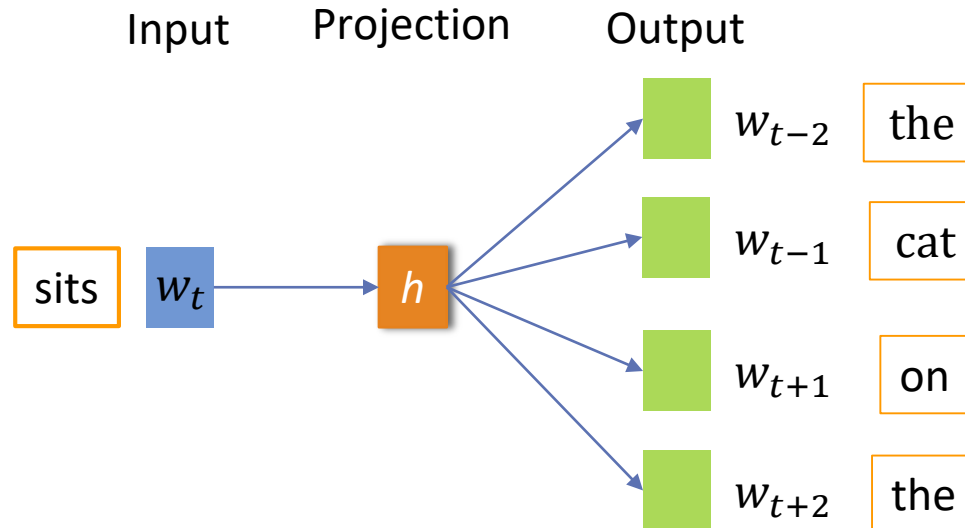 Input Projection Output
w_{t−2} the
w_{t−1} cat
sits w_t h
w_{t+1} on
w_{t+2} the